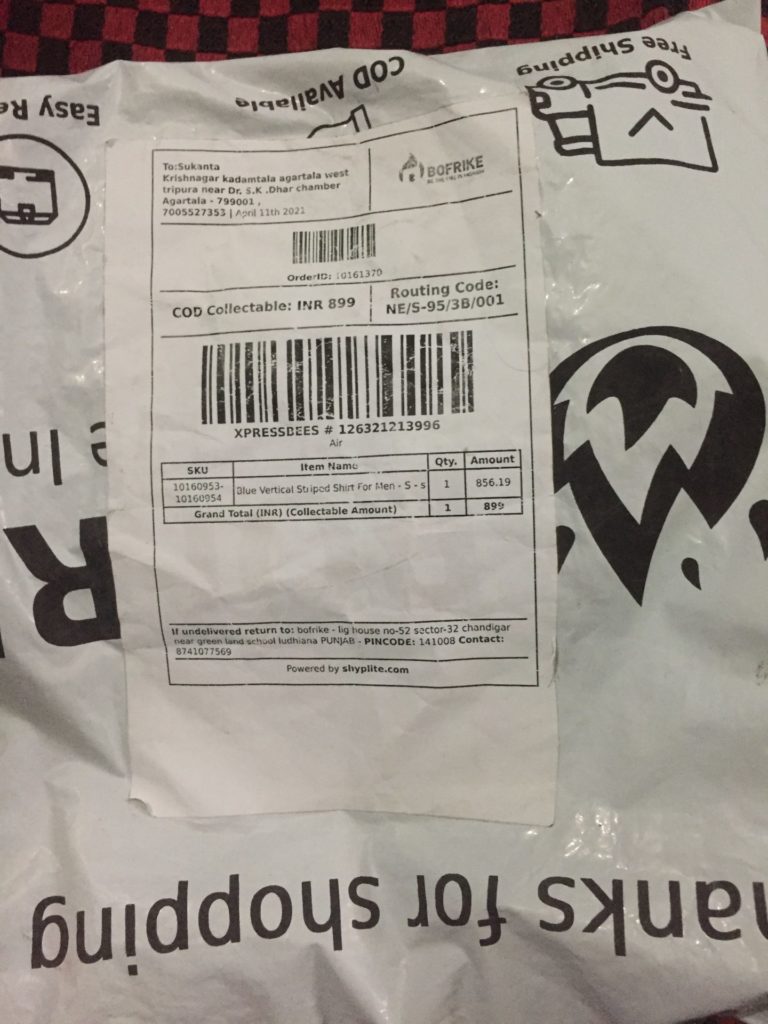 Free Shipping
COD Available
Easy Re
To:Sukanta
Krishnagar kadamtala agartala west
tripura near Dr. S.K .Dhar chamber
Agartala - 799001 ,
7005527353 | April 11th 2021
BOFRIKE
OrderID: 10161370
COD Collectable: INR 899
Routing Code:
NE/S-95/3B/001
XPRESSBEES # 126321213996
Air
SKU Item Name Qty. Amount
10160953- Blue Vertical Striped Shirt For Men - S - s 1 856.19
10160954
Grand Total (INR) (Collectable Amount) 1 899
If undelivered return to: bofrike - lig house no-52 sector-32 chandigar
near green land school ludhiana PUNJAB - PINCODE: 141008 Contact:
8741077569
Powered by shyplite.com
e In
R
hanks for shopping